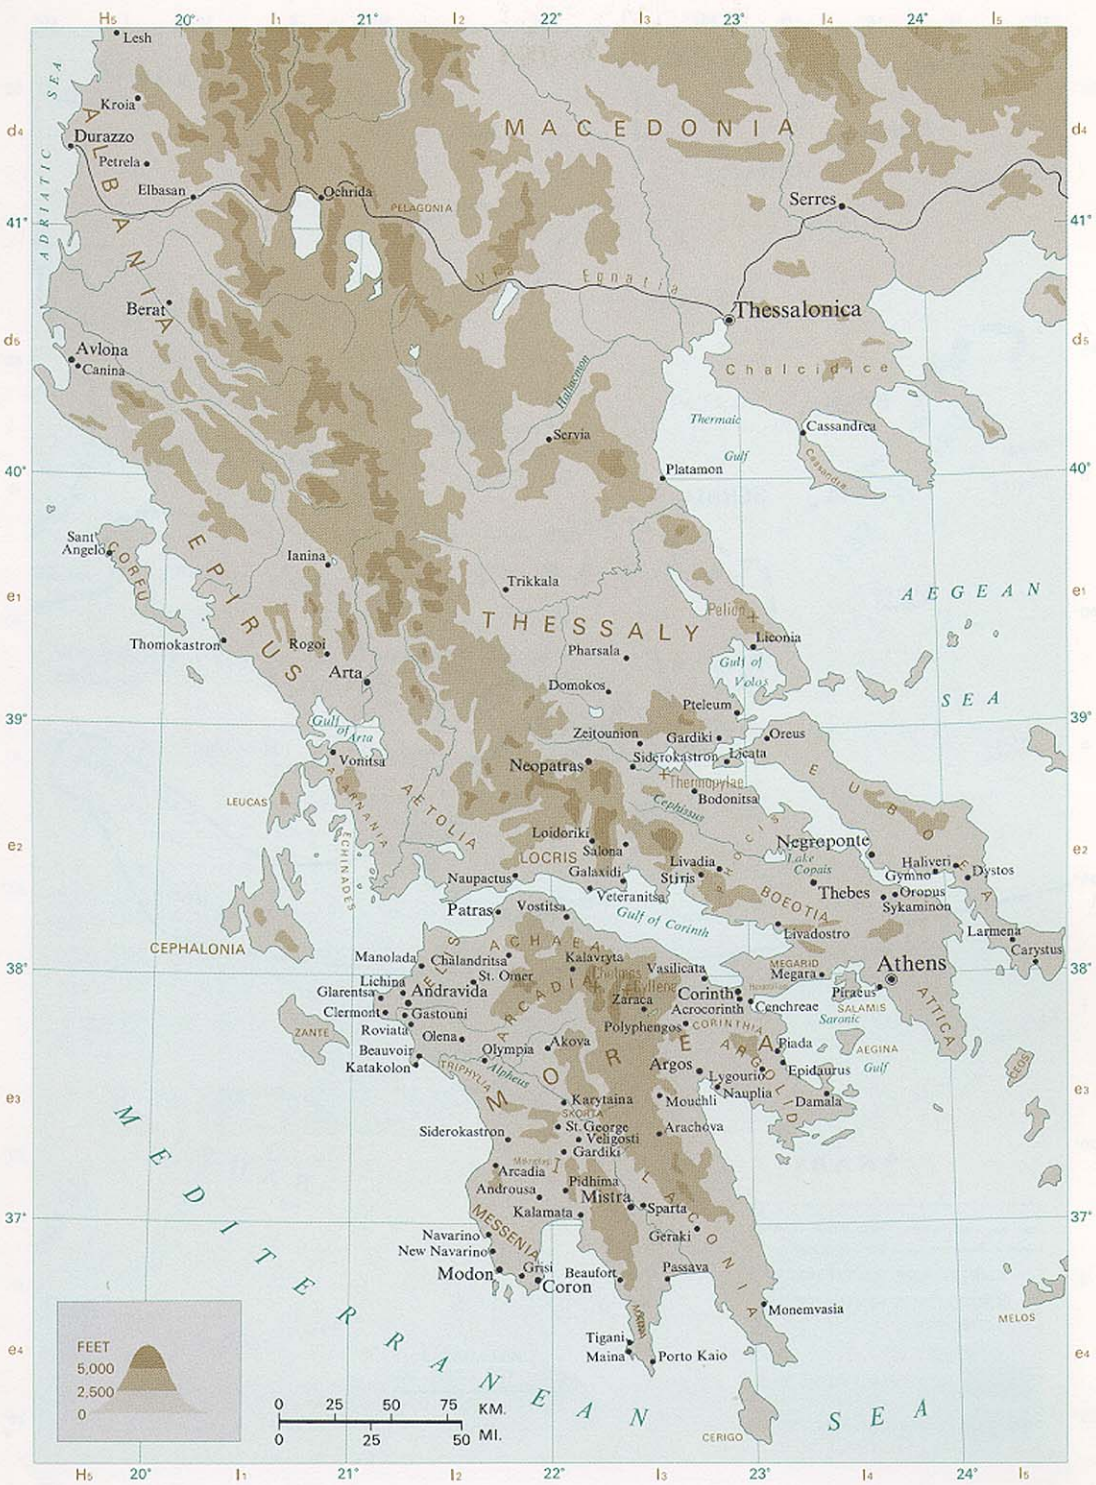 H5 20° I1 21° I2 22° I3 23° I4 24° I5
Lesh
ADRIATIC SEA
Kroia
d4
MACEDONIA
d4
Durazzo
Petrela
ALBANIA
Elbasan
Ochrida
PELAGONIA
Serres
41°
41°
Via Egnatia
Berat
Thessalonica
d5
d5
Avlona
Canina
Chalcidice
Haliacmon
Thermaic
Gulf
Cassandrea
Cassandra
Servia
40°
Platamon
40°
Sant'
Angelo
CORFU
EPIRUS
Ianina
Trikkala
e1
AEGEAN
e1
THESSALY
Pelion
Thomokastron
Rogoi
Pharsala
Liconia
Arta
Gulf of
Volos
Domokos
SEA
Pteleum
39°
Gulf
of
Arta
39°
Zeitounion
Gardiki
Oreus
Vonitsa
Neopatras
Siderokastron
Licata
Thermopylae
EUBOEA
LEUCAS
ACARNANIA
AETOLIA
Bodonitsa
Cephissus
PHOCIS
e2
ECHINADES
Loidoriki
Negroponte
e2
Salona
LOCRIS
Livadia
Lake
Copais
Haliveri
Naupactus
Galaxidi
Stiris
Gymno
Dystos
Veteranitsa
BOEOTIA
Thebes
Oropus
Patras
Vostitsa
Sykaminon
Gulf of Corinth
Livadostro
Larmena
CEPHALONIA
ACHAEA
Carystus
38°
Manolada
ELIS
Chalandritsa
Kalavryta
Vasilicata
MEGARID
Athens
38°
Lichina
St. Omer
Chelmos
Megara
Glarentsa
Andravida
ARCADIA
Cyllene
Corinth
Piraeus
Zaraca
Acrocorinth
Cenchreae
SALAMIS
ATTICA
Clermont
Gastouni
Polyphengos
CORINTHIA
Saronic
ZANTE
Roviata
Olena
Akova
Piada
Beauvoir
Olympia
MOREA
ARGOLID
AEGINA
Katakolon
TRIPHYLIA
Alpheus
Argos
Lygourio
Epidaurus
Gulf
CEOS
Nauplia
e3
Karytaina
Mouchli
Damala
e3
SKORTA
Siderokastron
St. George
Arachova
Veligosti
Gardiki
Arcadia
Pidhima
LACONIA
Androusa
Mistra
Sparta
37°
MESSENIA
Kalamata
37°
Navarino
Geraki
New Navarino
Modon
Grisi
Beaufort
Passava
Coron
Monemvasia
MELOS
FEET
5,000
2,500
0
Tigani
Maina
Porto Kaio
e4
e4
MEDITERRANEAN SEA
0 25 50 75 KM.
0 25 50 MI.
CERIGO
H5 20° I1 21° I2 22° I3 23° I4 24° I5